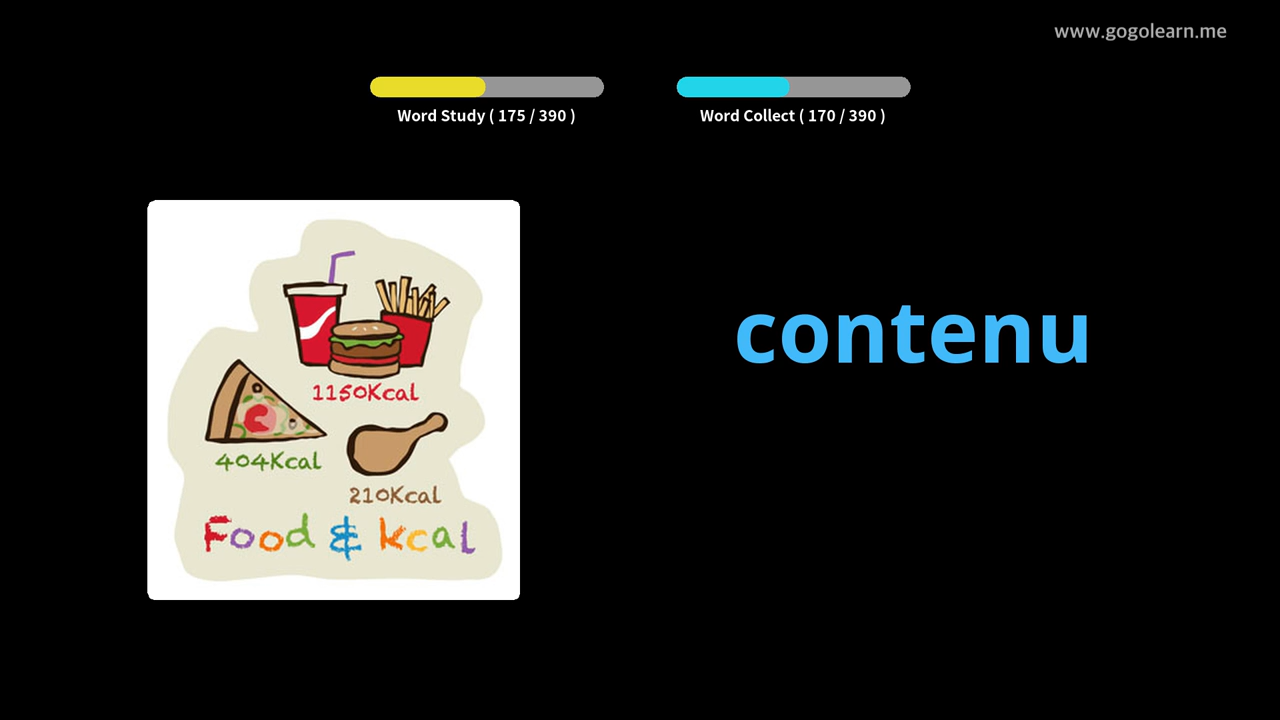 www.gogolearn.me
Word Study ( 175 / 390 )
Word Collect ( 170 / 390 )
1150Kcal
404Kcal
210Kcal
Food & kcal
contenu